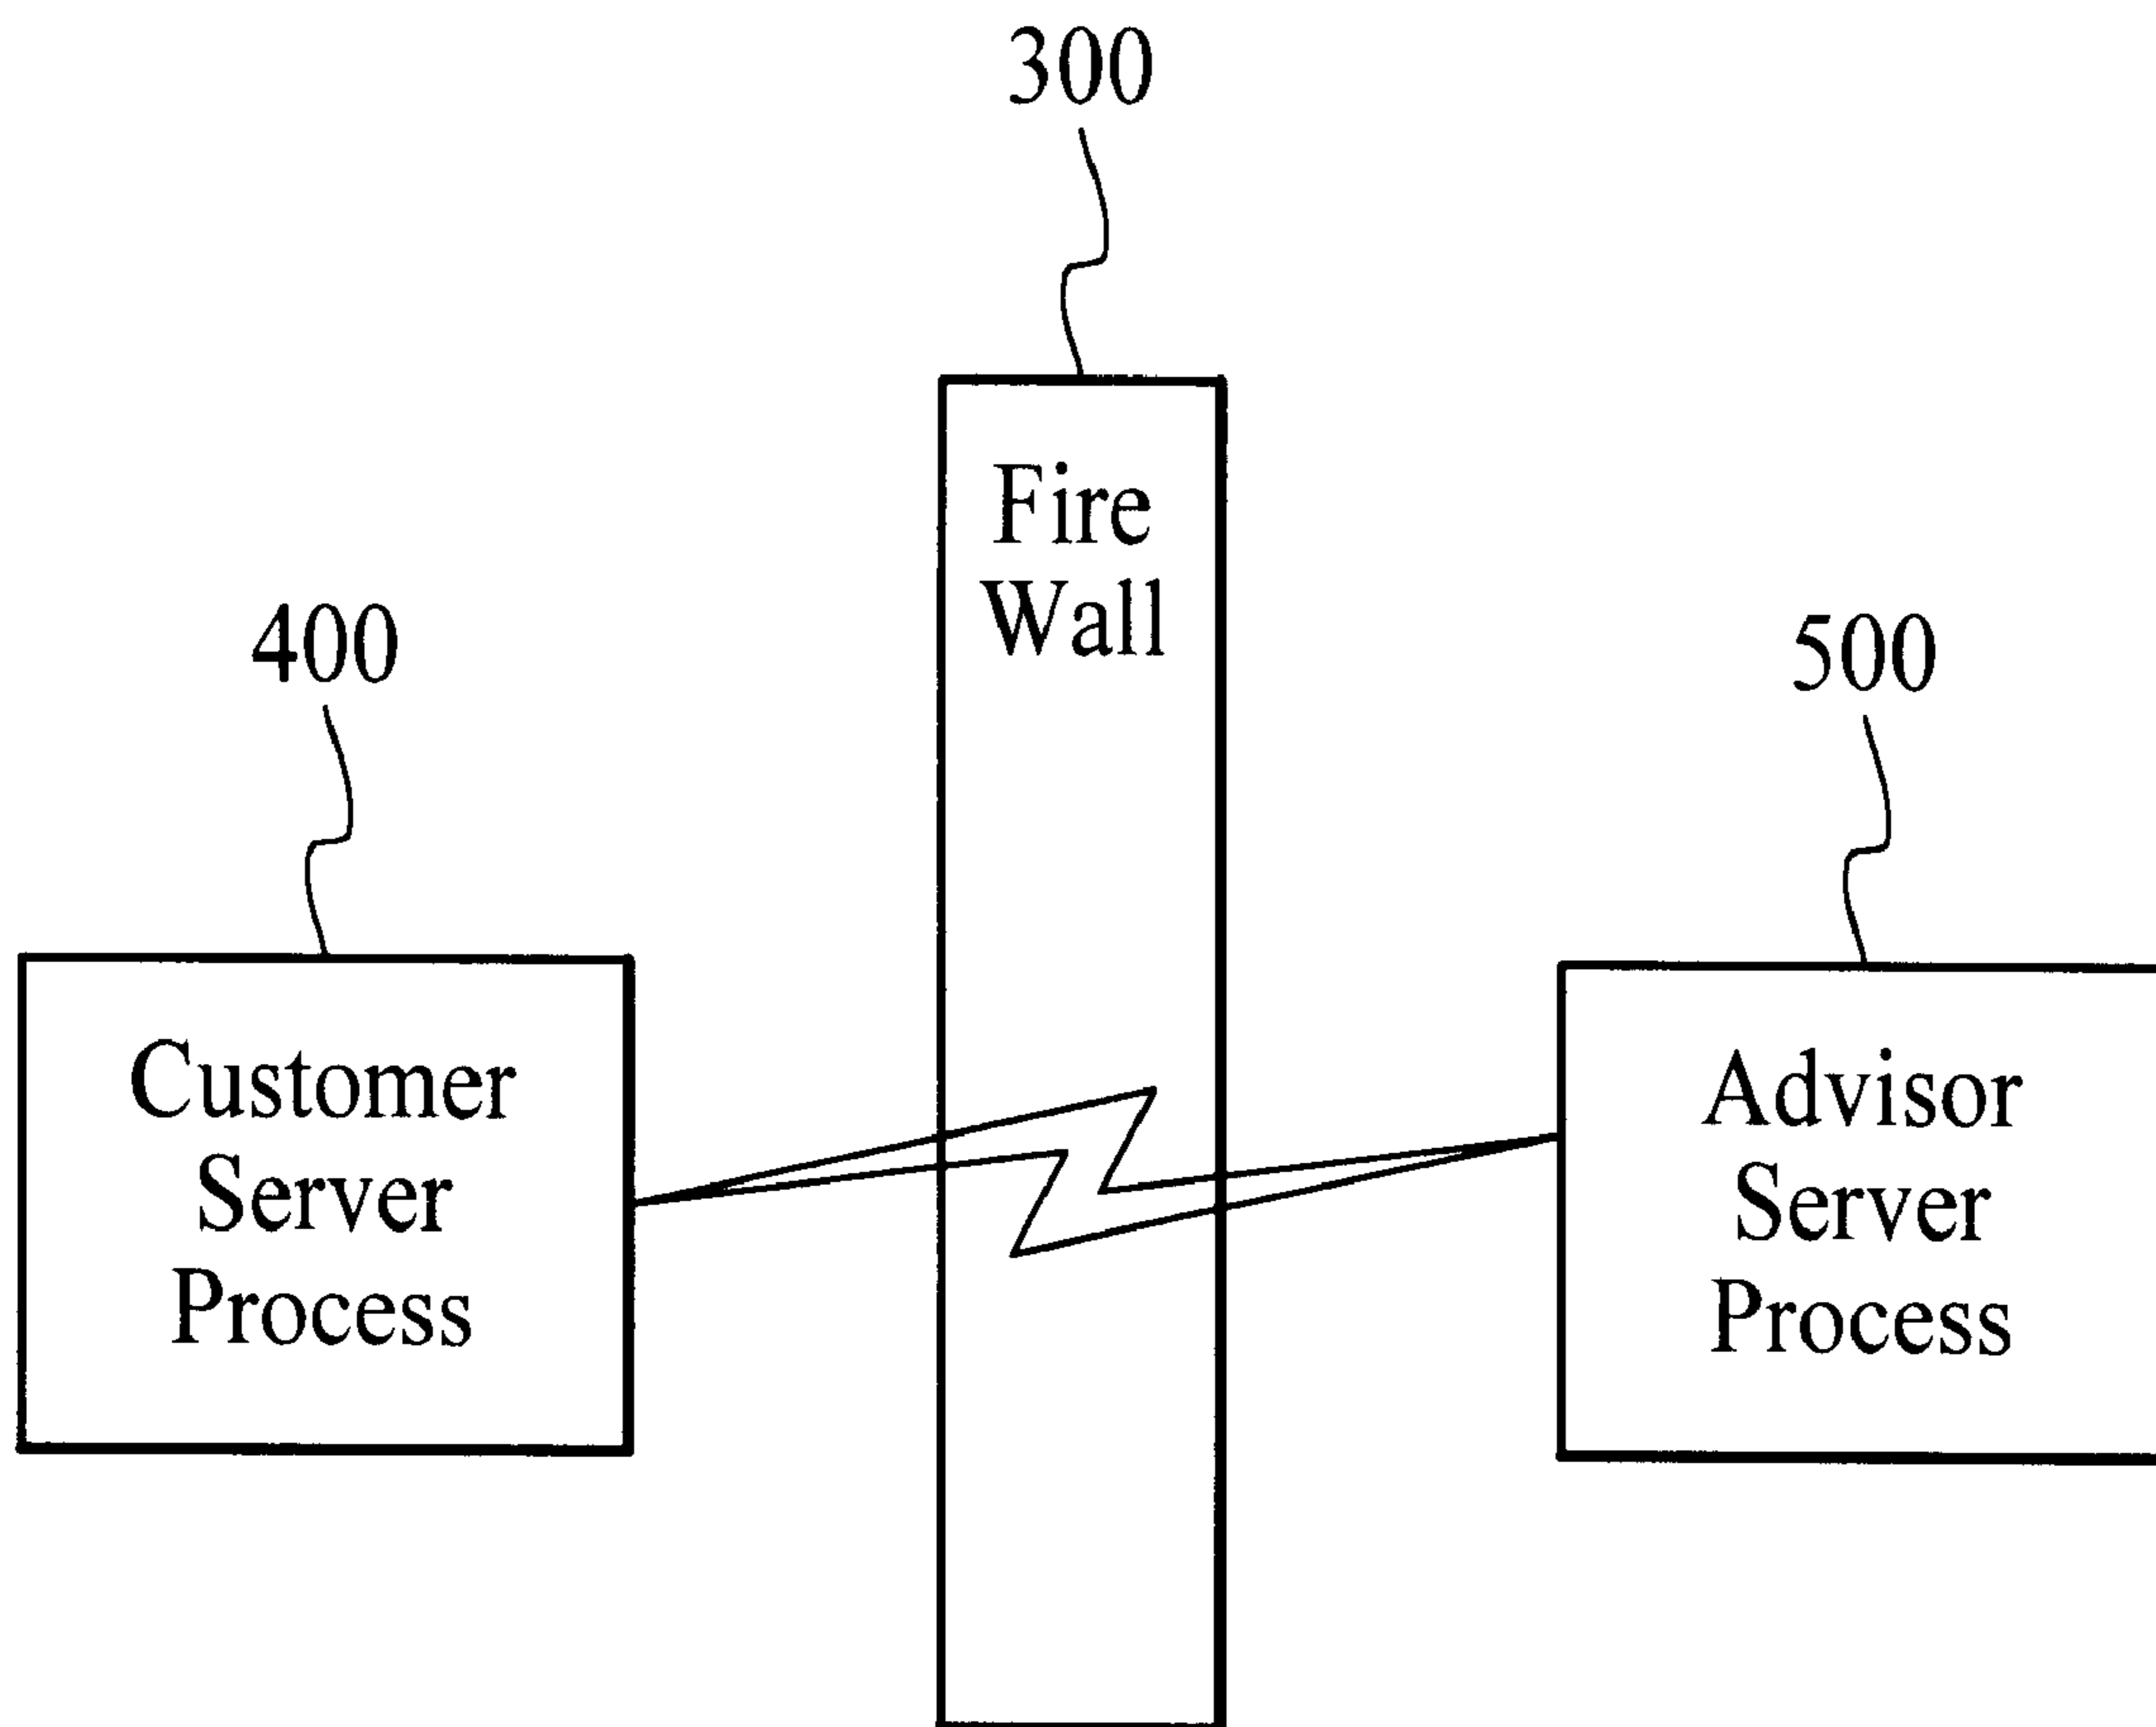 300
Fire
Wall
400
500
Customer
Server
Process
Advisor
Server
Process